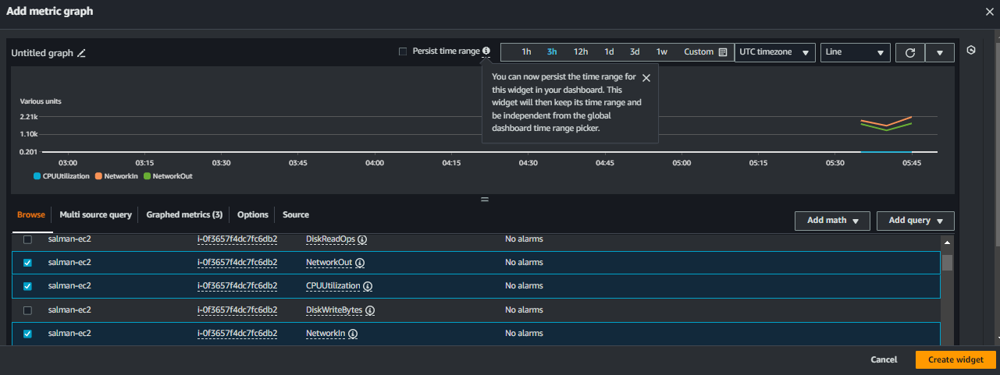 Add metric graph
Untitled graph
Persist time range
1h 3h 12h 1d 3d 1w Custom
UTC timezone
Line
You can now persist the time range for
this widget in your dashboard. This
widget will then keep its time range and
be independent from the global
dashboard time range picker.
Various units
2.21k
1.10k
0.201
03:00 03:15 03:30 03:45 04:00 04:15 04:30 04:45 05:00 05:15 05:30 05:45
CPUUtilization NetworkIn NetworkOut
Browse Multi source query Graphed metrics (3) Options Source
Add math Add query
salman-ec2 i-0f3657f4dc7fc6db2 DiskReadOps No alarms
salman-ec2 i-0f3657f4dc7fc6db2 NetworkOut No alarms
salman-ec2 i-0f3657f4dc7fc6db2 CPUUtilization No alarms
salman-ec2 i-0f3657f4dc7fc6db2 DiskWriteBytes No alarms
salman-ec2 i-0f3657f4dc7fc6db2 NetworkIn No alarms
Cancel Create widget